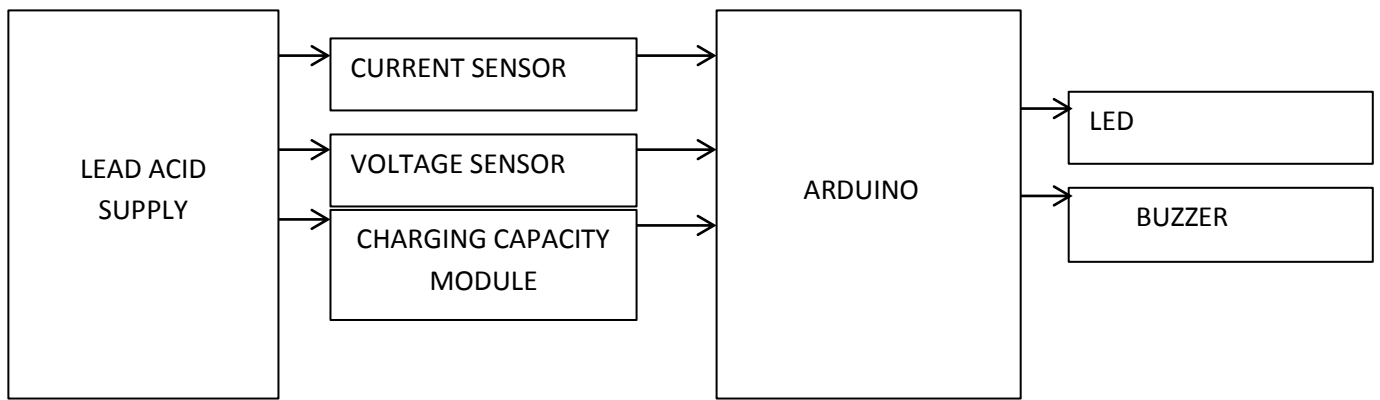 LEAD ACID
SUPPLY
CURRENT SENSOR
VOLTAGE SENSOR
CHARGING CAPACITY
MODULE
ARDUINO
LED
BUZZER